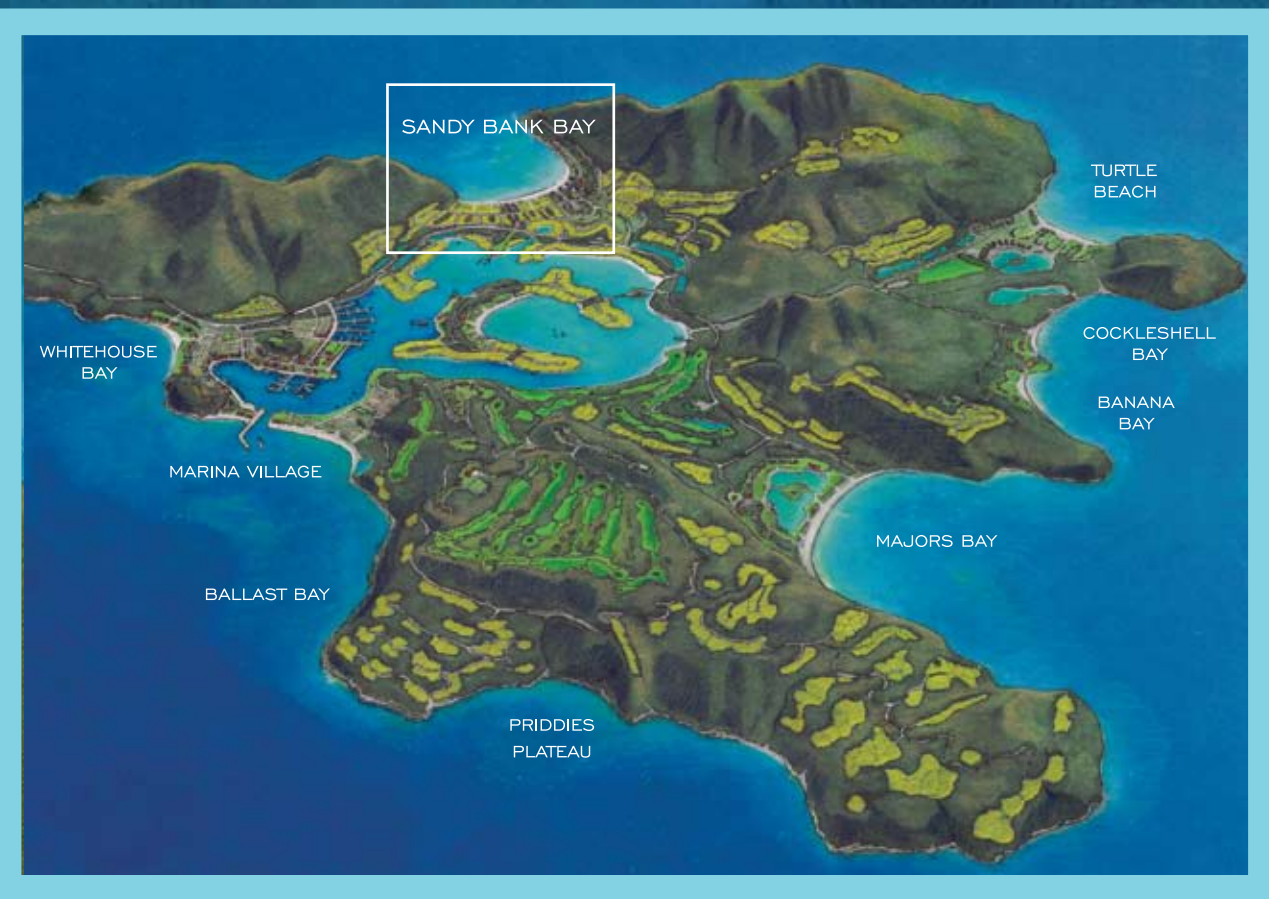 SANDY BANK BAY
TURTLE
BEACH
WHITEHOUSE
BAY
COCKLESHELL
BAY
BANANA
BAY
MARINA VILLAGE
MAJORS BAY
BALLAST BAY
PRIDDIES
PLATEAU